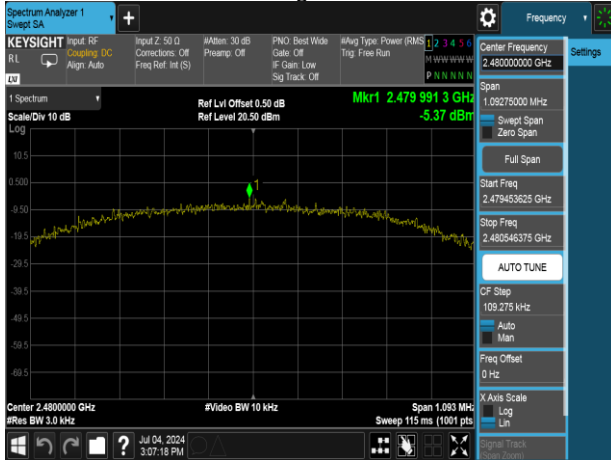 Spectrum Analyzer 1
Swept SA
+
Frequency
KEYSIGHT
RL
LXI
Input: RF
Coupling: DC
Align: Auto
Input Z: 50 Ω
Corrections: Off
Freq Ref: Int (S)
#Atten: 30 dB
Preamp: Off
PNO: Best Wide
Gate: Off
IF Gain: Low
Sig Track: Off
#Avg Type: Power (RMS
Trig: Free Run
1 2 3 4 5 6
M W W W W W
P N N N N N
Settings
Center Frequency
2.480000000 GHz
Span
1.09275000 MHz
Swept Span
Zero Span
Full Span
Start Freq
2.479453625 GHz
Stop Freq
2.480546375 GHz
AUTO TUNE
CF Step
109.275 kHz
Auto
Man
Freq Offset
0 Hz
X Axis Scale
Log
Lin
Signal Track
(Span Zoom)
1 Spectrum
Scale/Div 10 dB
Log
Ref Lvl Offset 0.50 dB
Ref Level 20.50 dBm
Mkr1 2.479 991 3 GHz
-5.37 dBm
10.5
0.500
-9.50
-19.5
-29.5
-39.5
-49.5
-59.5
-69.5
1
Center 2.4800000 GHz
#Res BW 3.0 kHz
#Video BW 10 kHz
Span 1.093 MHz
Sweep 115 ms (1001 pts
?
Jul 04, 2024
3:07:18 PM